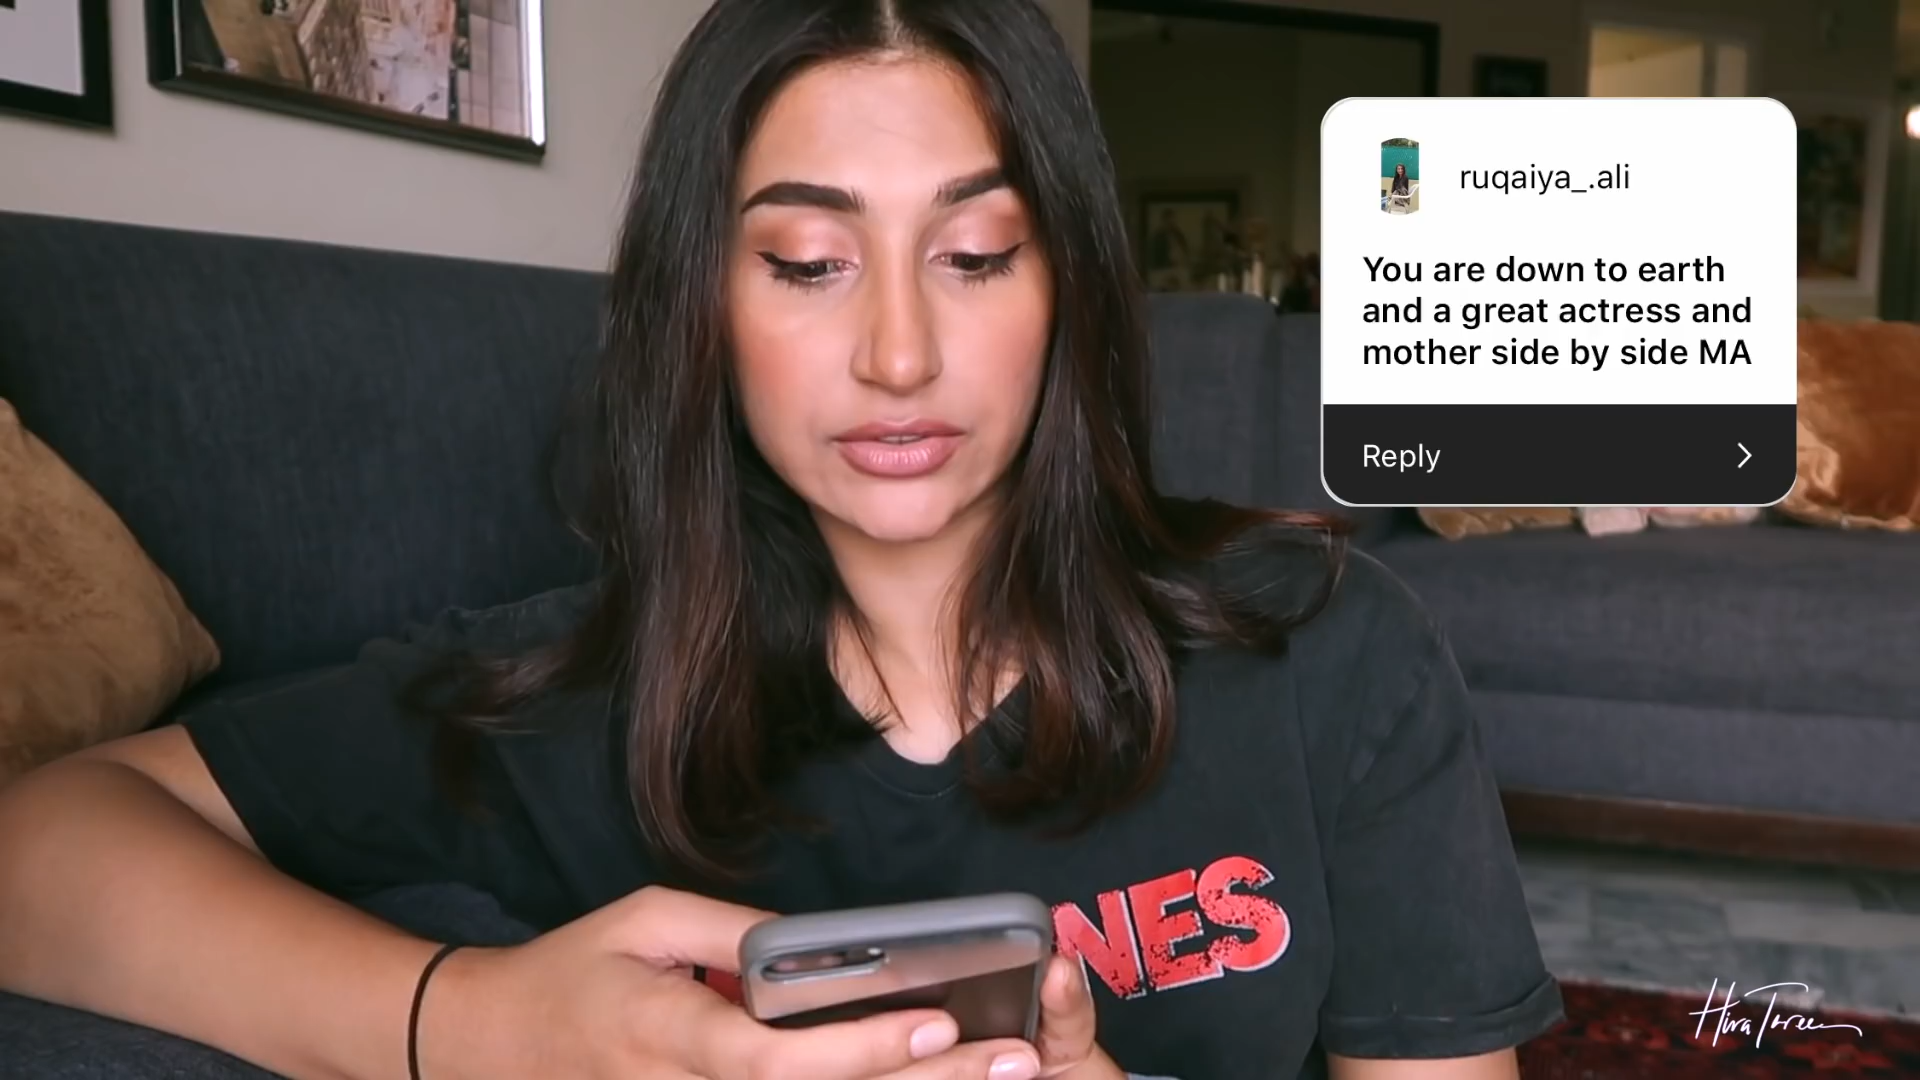 ruqaiya_.ali
You are down to earth
and a great actress and
mother side by side MA
Reply
NES
Hira Tareen